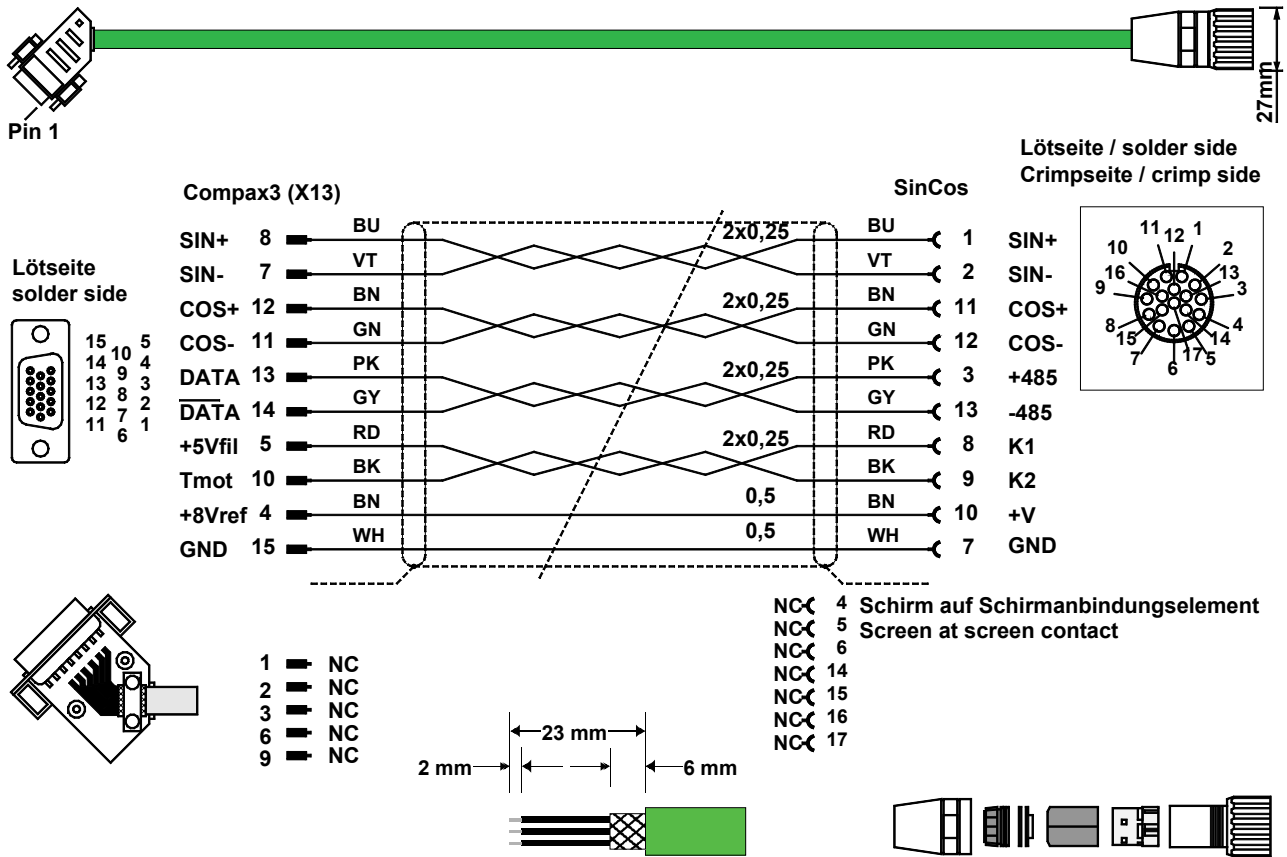 Pin 1
27mm
Lötseite / solder side
Crimpseite / crimp side
Compax3 (X13)
SinCos
Lötseite
solder side
15 5
10
14 4
9
13 3
8
12 2
7
11 1
6
SIN+ 8 BU 2x0,25 BU 1 SIN+
SIN- 7 VT VT 2 SIN-
COS+ 12 BN 2x0,25 BN 11 COS+
COS- 11 GN GN 12 COS-
DATA 13 PK 2x0,25 PK 3 +485
DATA 14 GY GY 13 -485
+5Vfil 5 RD 2x0,25 RD 8 K1
Tmot 10 BK BK 9 K2
+8Vref 4 BN 0,5 BN 10 +V
GND 15 WH 0,5 WH 7 GND
11 12 1
10 2
16 13
9 3
8 4
15 14
7 17 5
6
NC 4 Schirm auf Schirmanbindungselement
NC 5 Screen at screen contact
NC 6
NC 14
NC 15
NC 16
NC 17
1 NC
2 NC
3 NC
6 NC
9 NC
23 mm
2 mm 6 mm